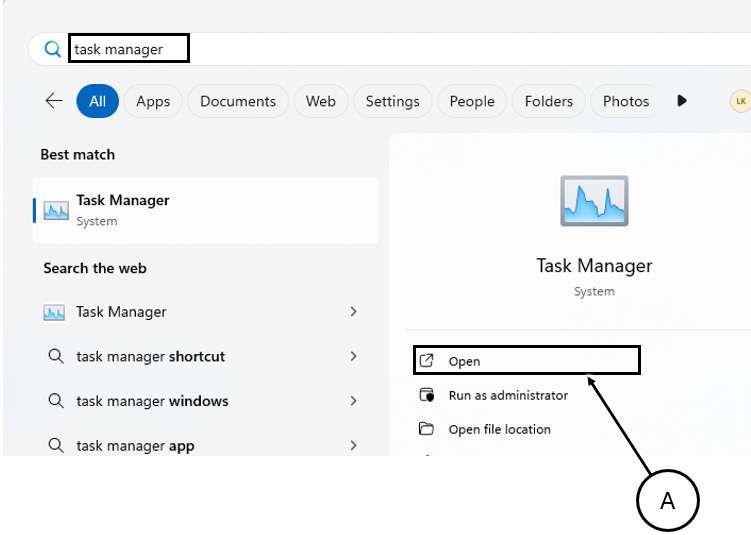 task manager
All Apps Documents Web Settings People Folders Photos LK
Best match
Task Manager
System
Search the web
Task Manager
task manager shortcut
task manager windows
task manager app
Task Manager
System
Open
Run as administrator
Open file location
A